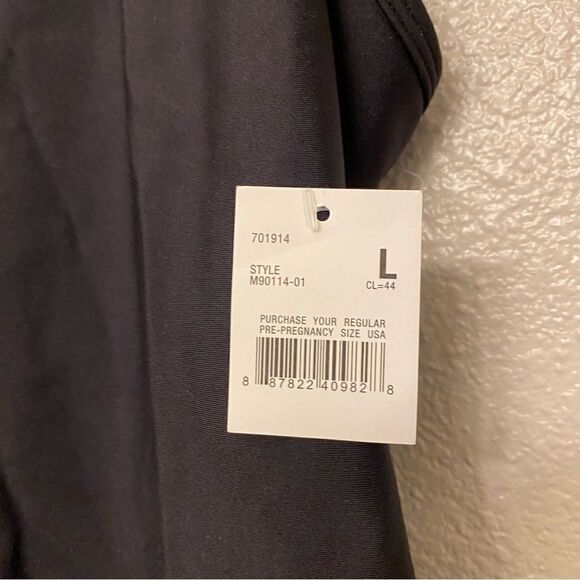 701914
STYLE
M90114-01
L
CL=44
PURCHASE YOUR REGULAR
PRE-PREGNANCY SIZE USA
8 87822 40982 8